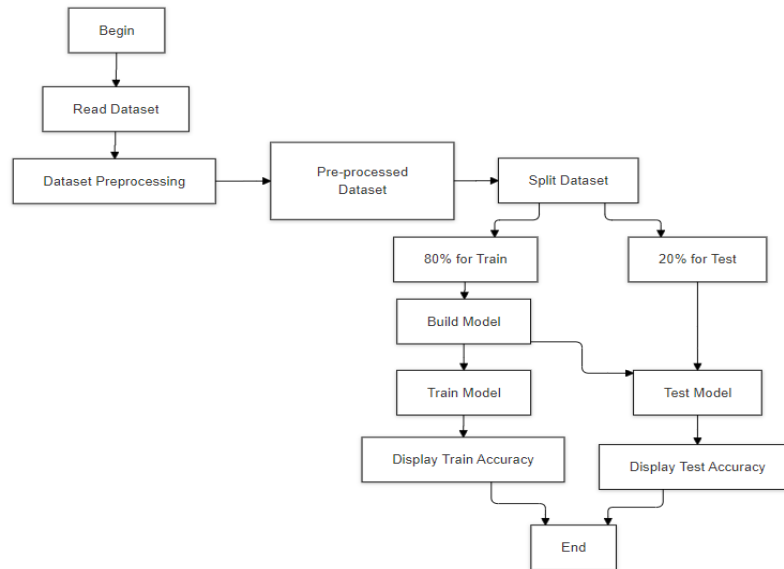 Begin
Read Dataset
Dataset Preprocessing
Pre-processed
Dataset
Split Dataset
80% for Train
20% for Test
Build Model
Train Model
Test Model
Display Train Accuracy
Display Test Accuracy
End